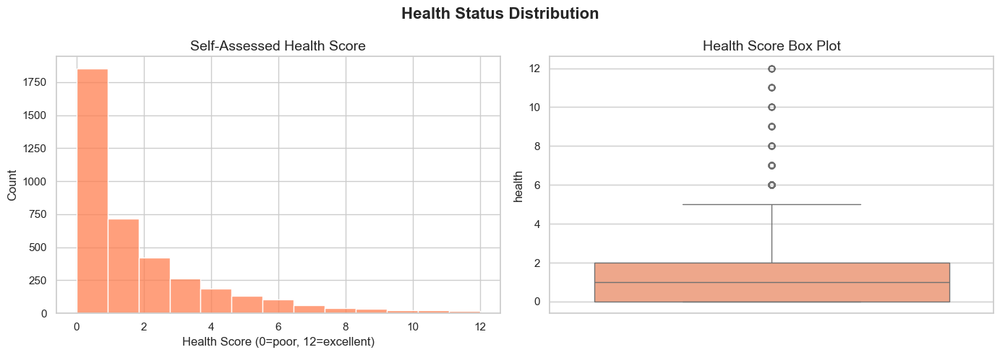 Health Status Distribution
Self-Assessed Health Score
1750
1500
1250
1000
750
500
250
0
Count
0 2 4 6 8 10 12
Health Score (0=poor, 12=excellent)
Health Score Box Plot
12
10
8
6
4
2
0
health